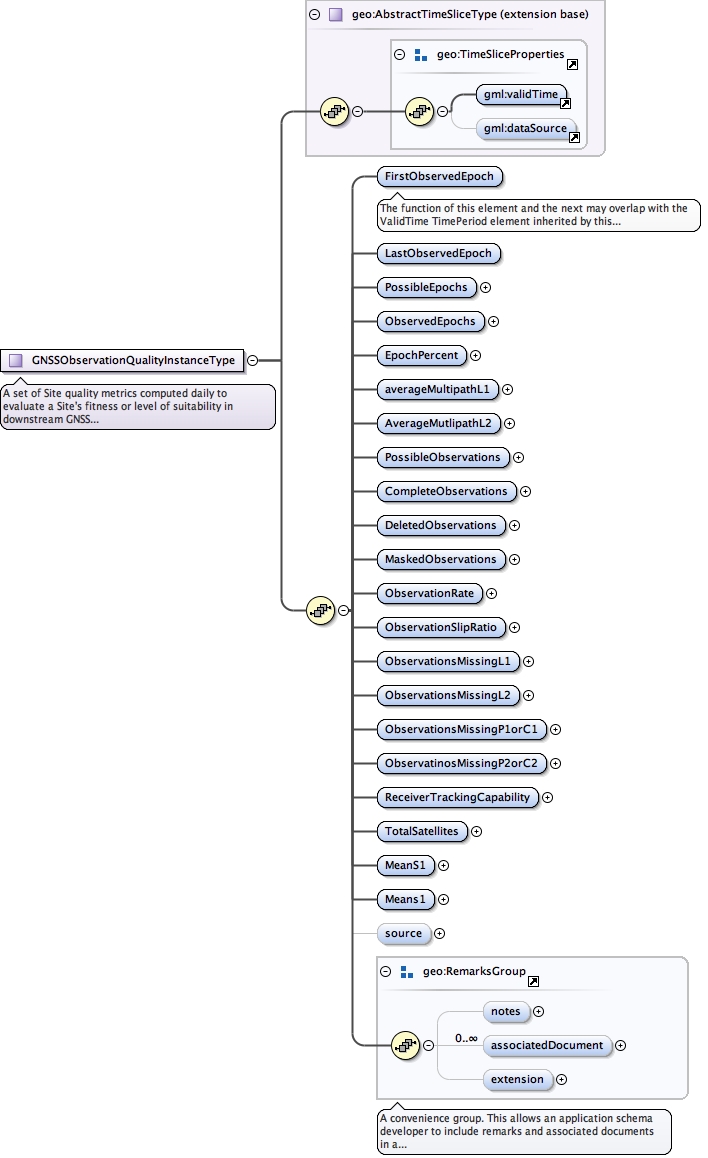 geo:AbstractTimeSliceType (extension base)
geo:TimeSliceProperties
gml:validTime
gml:dataSource
FirstObservedEpoch
The function of this element and the next may overlap with the
ValidTime TimePeriod element inherited by this...
LastObservedEpoch
PossibleEpochs
ObservedEpochs
GNSSObservationQualityInstanceType
A set of Site quality metrics computed daily to
evaluate a Site's fitness or level of suitability in
downstream GNSS...
EpochPercent
averageMultipathL1
AverageMutlipathL2
PossibleObservations
CompleteObservations
DeletedObservations
MaskedObservations
ObservationRate
ObservationSlipRatio
ObservationsMissingL1
ObservationsMissingL2
ObservationsMissingP1orC1
ObservatinosMissingP2orC2
ReceiverTrackingCapability
TotalSatellites
MeanS1
Means1
source
geo:RemarksGroup
notes
0..∞
associatedDocument
extension
A convenience group. This allows an application schema
developer to include remarks and associated documents
in a...